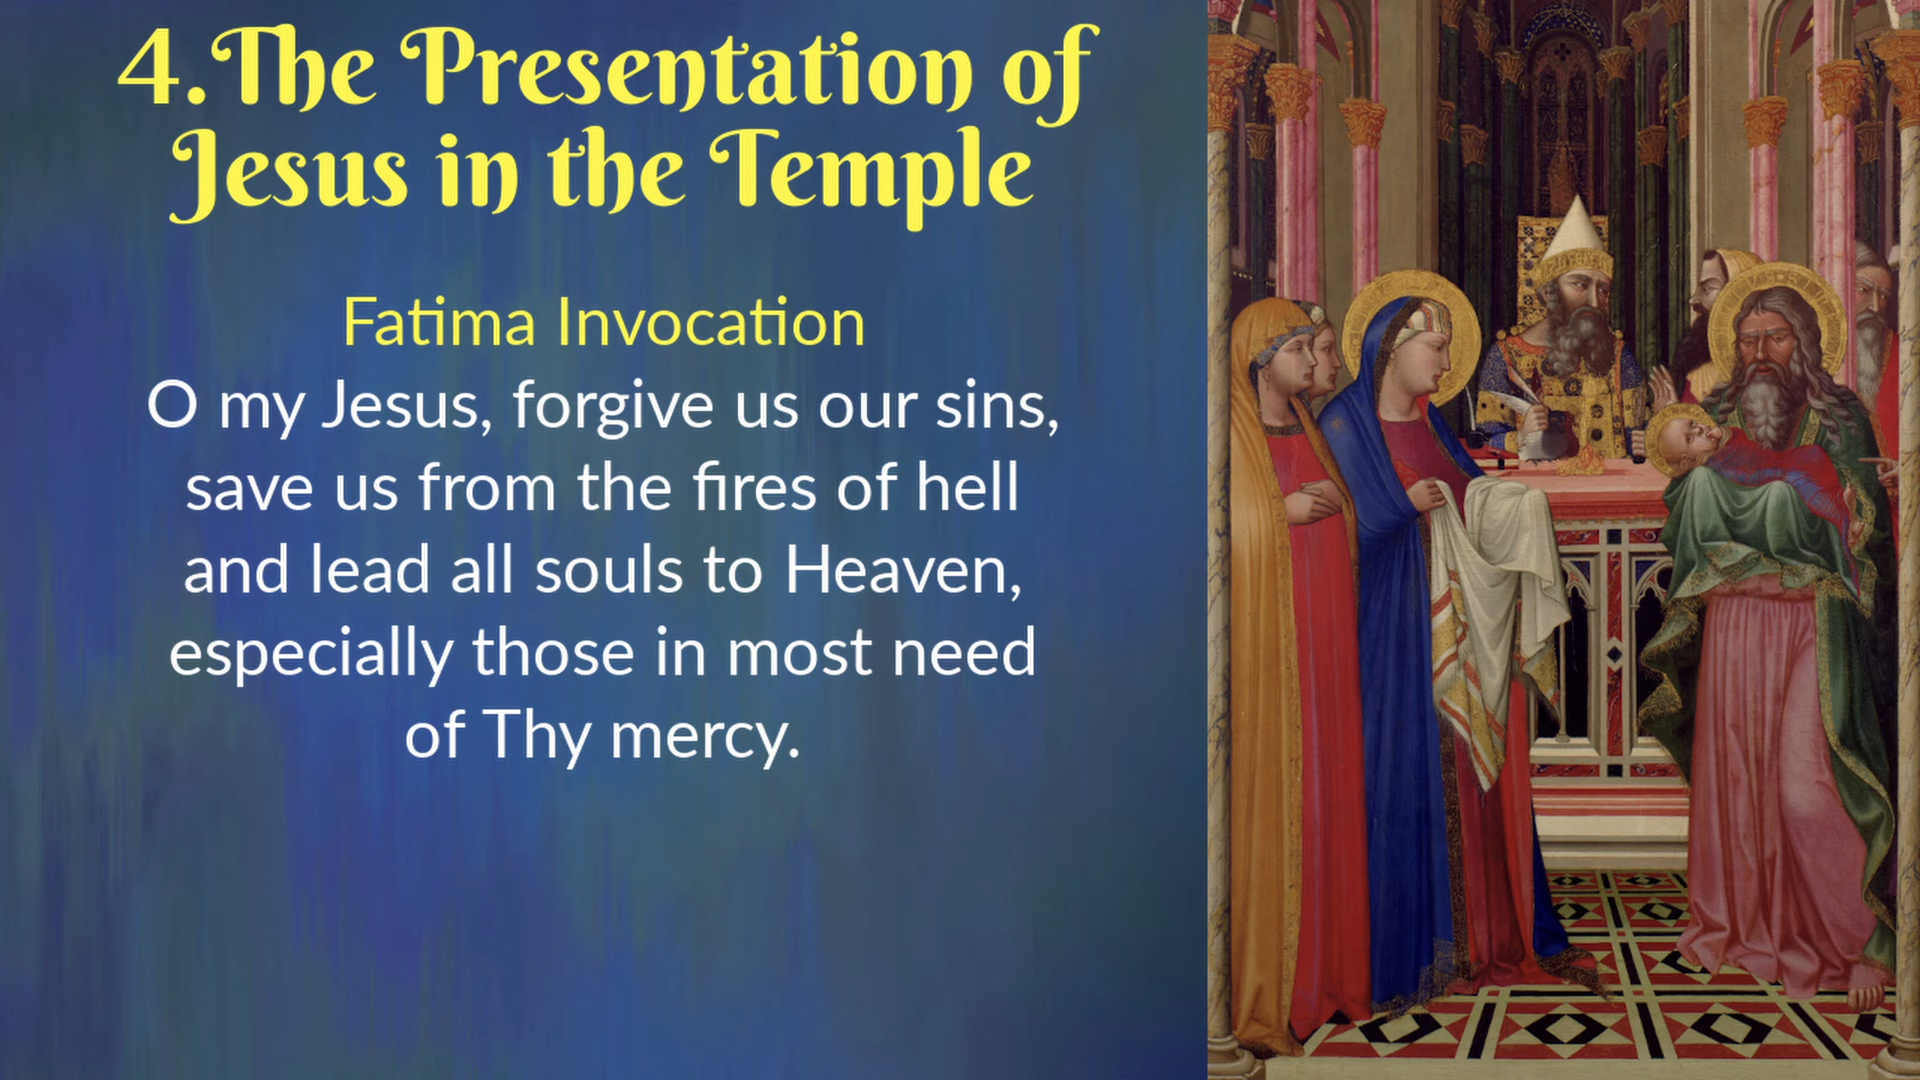 4.The Presentation of
Jesus in the Temple
Fatima Invocation
O my Jesus, forgive us our sins,
save us from the fires of hell
and lead all souls to Heaven,
especially those in most need
of Thy mercy.